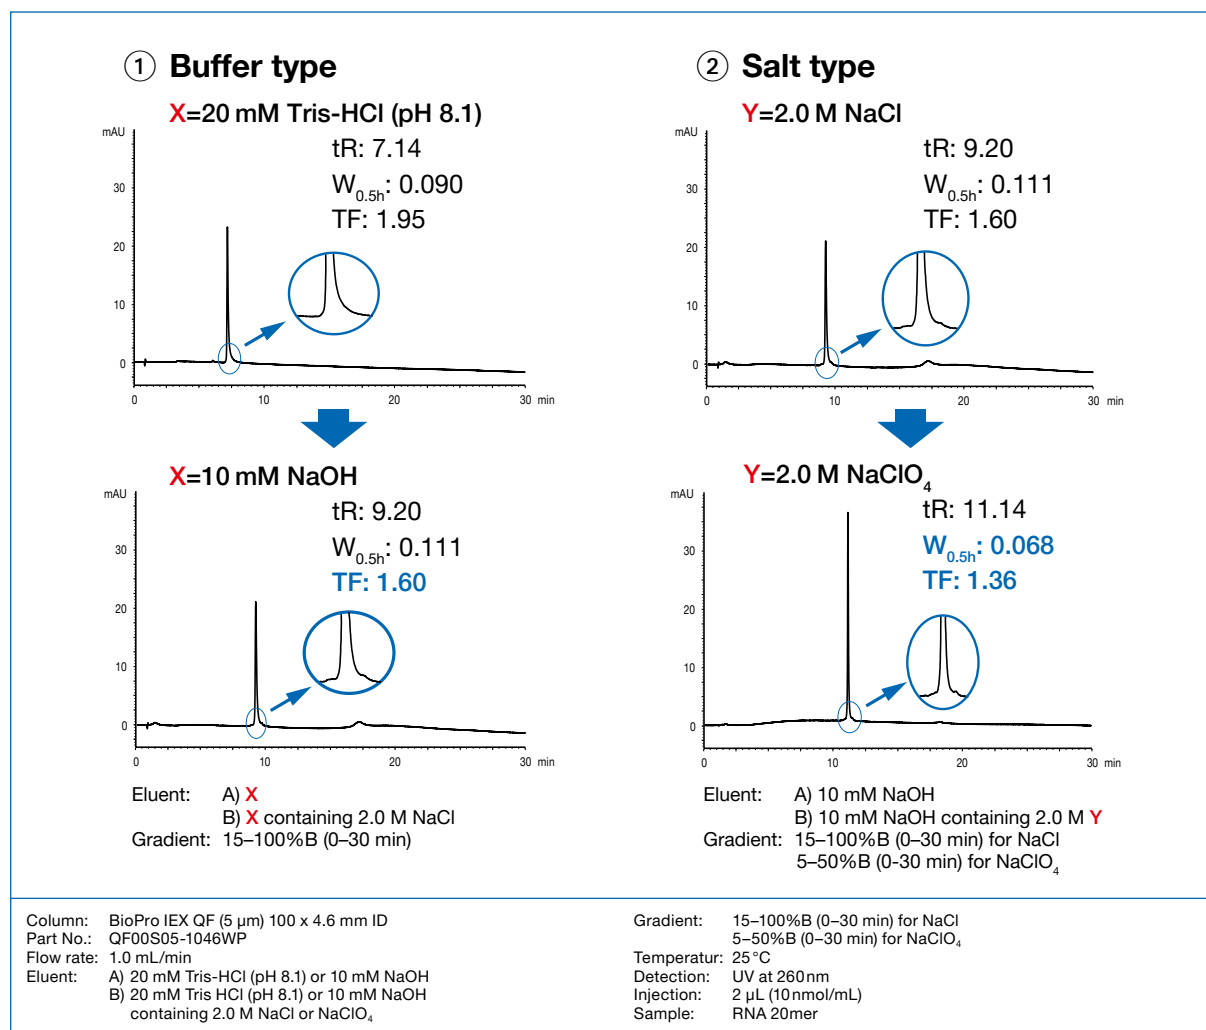 ① Buffer type
X=20 mM Tris-HCl (pH 8.1)
mAU
tR: 7.14
W0.5h: 0.090
TF: 1.95
30
20
10
0
0 10 20 30 min
X=10 mM NaOH
mAU
tR: 9.20
W0.5h: 0.111
TF: 1.60
30
20
10
0
0 10 20 30 min
Eluent: A) X
B) X containing 2.0 M NaCl
Gradient: 15–100%B (0–30 min)
② Salt type
Y=2.0 M NaCl
mAU
tR: 9.20
W0.5h: 0.111
TF: 1.60
30
20
10
0
0 10 20 30 min
Y=2.0 M NaClO4
mAU
tR: 11.14
W0.5h: 0.068
TF: 1.36
30
20
10
0
0 10 20 30 min
Eluent: A) 10 mM NaOH
B) 10 mM NaOH containing 2.0 M Y
Gradient: 15–100%B (0–30 min) for NaCl
5–50%B (0-30 min) for NaClO4
Column: BioPro IEX QF (5 µm) 100 x 4.6 mm ID
Part No.: QF00S05-1046WP
Flow rate: 1.0 mL/min
Eluent: A) 20 mM Tris-HCl (pH 8.1) or 10 mM NaOH
B) 20 mM Tris HCl (pH 8.1) or 10 mM NaOH
containing 2.0 M NaCl or NaClO4
Gradient: 15–100%B (0–30 min) for NaCl
5–50%B (0–30 min) for NaClO4
Temperatur: 25 °C
Detection: UV at 260 nm
Injection: 2 µL (10 nmol/mL)
Sample: RNA 20mer